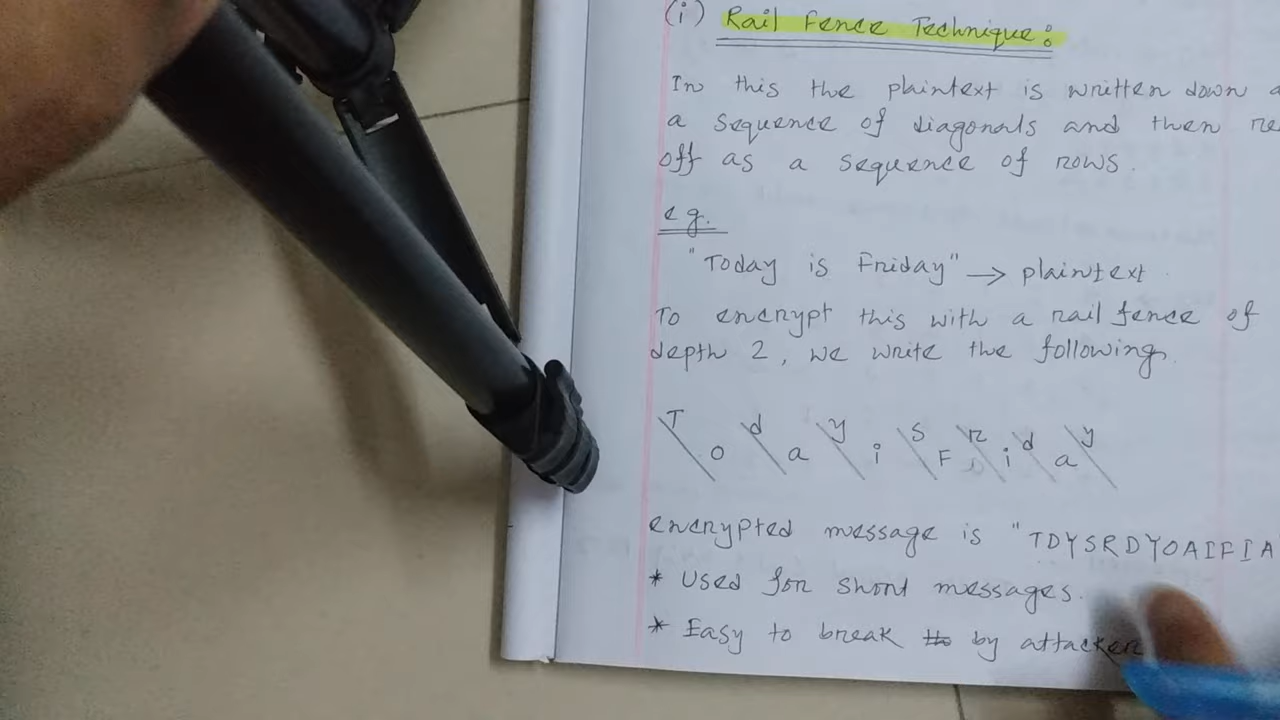 (i) Rail Fence Technique:
In this the plaintext is written down a
a sequence of diagonals and then re
off as a sequence of rows.
eg.
"Today is Friday" → plaintext
To encrypt this with a rail fence of
depth 2, we write the following.
T d y S r d y
o a i F i a
encrypted message is "TDYSRDYOAIFIA
* Used for short messages.
* Easy to break by attacker